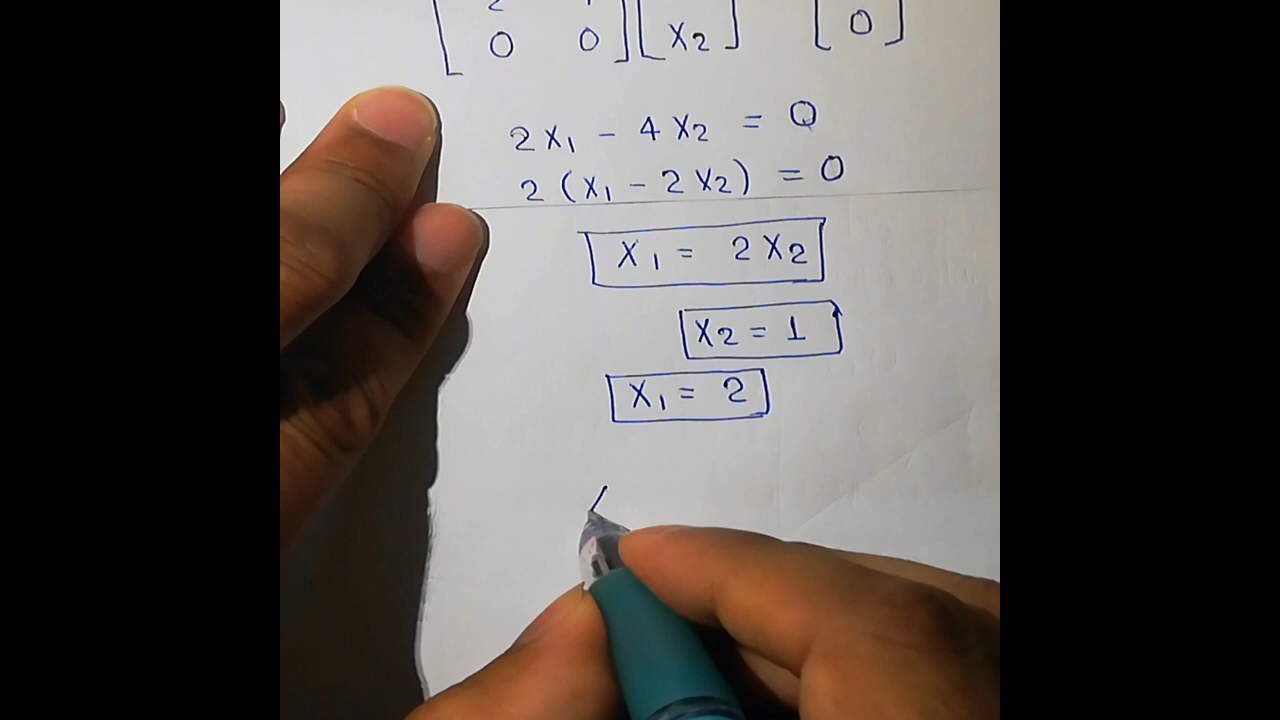 0 0 x2 0
2x1 - 4x2 = 0
2 (x1 - 2x2) = 0
x1 = 2x2
x2 = 1
x1 = 2